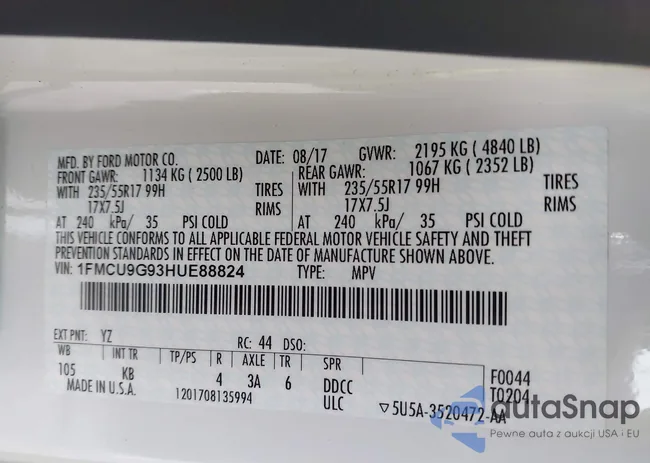 MFD. BY FORD MOTOR CO. DATE: 08/17 GVWR: 2195 KG ( 4840 LB)
FRONT GAWR: 1134 KG ( 2500 LB) REAR GAWR: 1067 KG ( 2352 LB)
WITH 235/55R17 99H TIRES WITH 235/55R17 99H TIRES
17X7.5J RIMS 17X7.5J RIMS
AT 240 kPa/ 35 PSI COLD AT 240 kPa/ 35 PSI COLD
THIS VEHICLE CONFORMS TO ALL APPLICABLE FEDERAL MOTOR VEHICLE SAFETY AND THEFT
PREVENTION STANDARDS IN EFFECT ON THE DATE OF MANUFACTURE SHOWN ABOVE.
VIN: 1FMCU9G93HUE88824 TYPE: MPV
EXT PNT: YZ RC: 44 DSO:
WB INT TR TP/PS R AXLE TR SPR F0044
105 KB 4 3A 6 DDCC T0204
MADE IN U.S.A. 1201708135994 ULC ▽5U5A-3520472-AA
autoSnap
Pewne auta z aukcji USA i EU